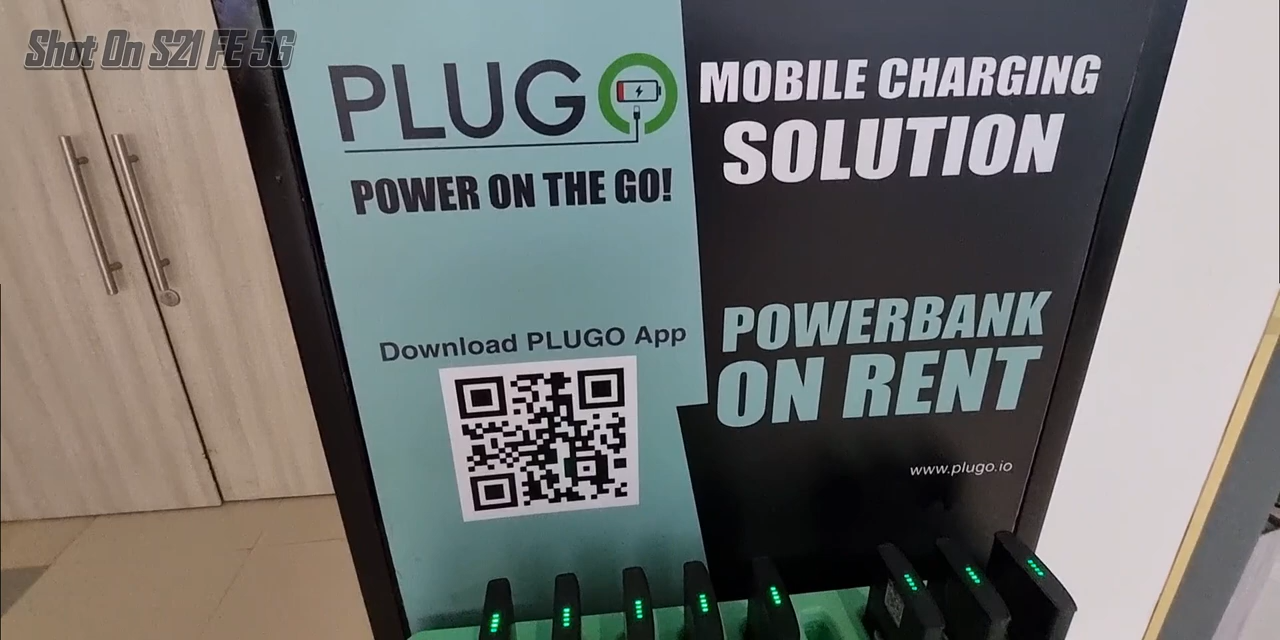 Shot On S21 FE 5G
PLUGO
POWER ON THE GO!
Download PLUGO App
MOBILE CHARGING
SOLUTION
POWERBANK
ON RENT
www.plugo.io